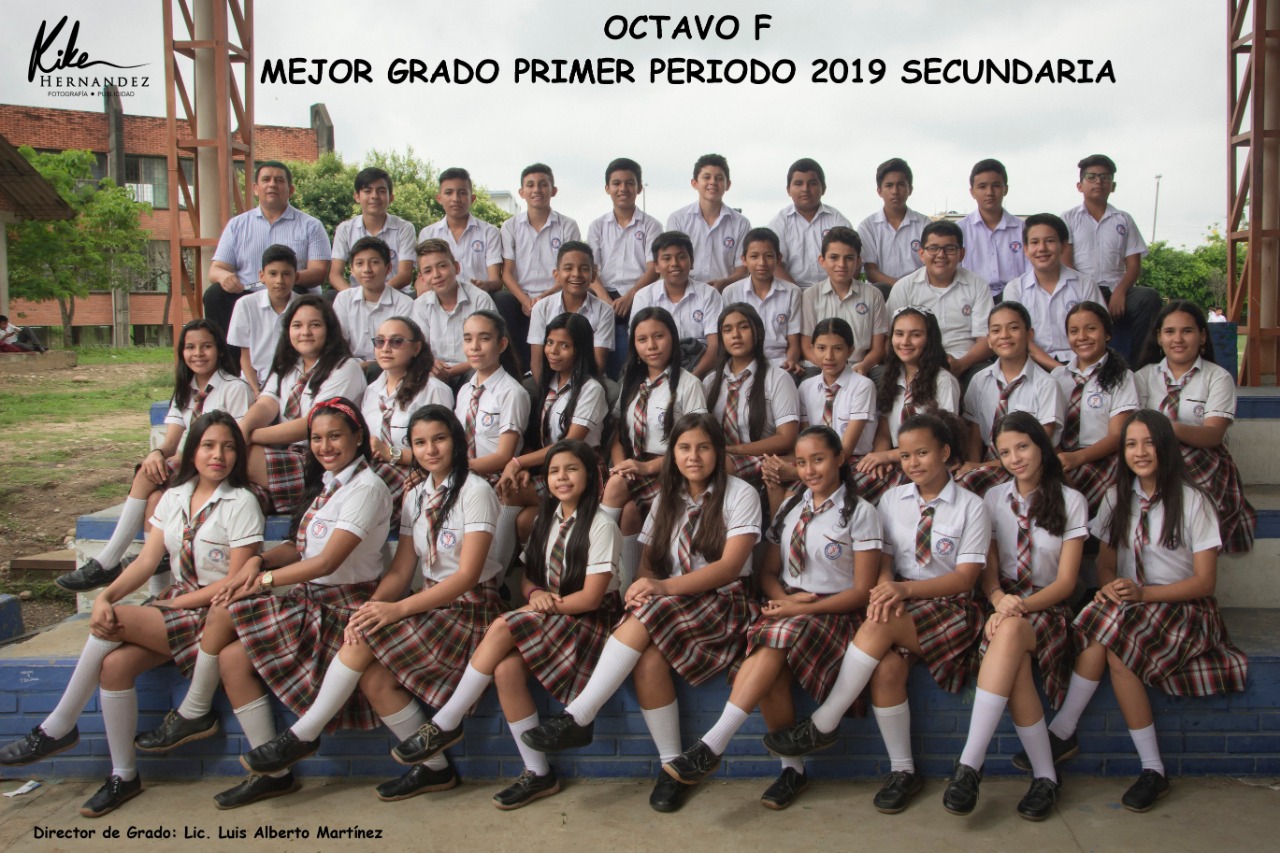 Kike
HERNANDEZ
FOTOGRAFÍA • PUBLICIDAD
OCTAVO F
MEJOR GRADO PRIMER PERIODO 2019 SECUNDARIA
Director de Grado: Lic. Luis Alberto Martínez